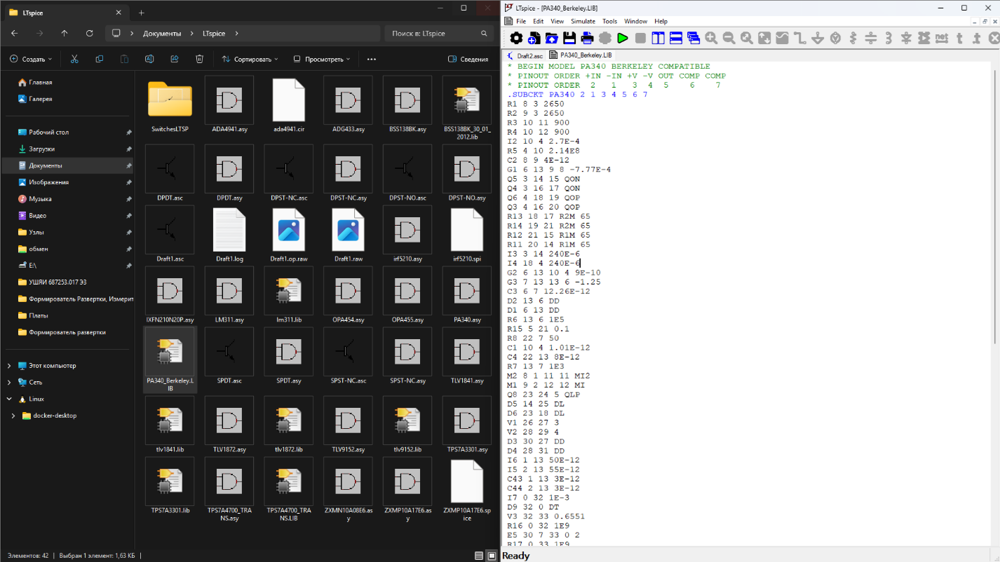 LTspice
Документы
LTspice
Поиск в: LTspice
Создать
Сортировать
Просмотреть
Сведения
Главная
Галерея
Рабочий стол
Загрузки
Документы
Изображения
Музыка
Видео
Узлы
обмен
E:\
УШЯИ 687253.017 ЭЗ
Формирователь Развертки, Измерит
Платы
Формирователь развертки
Этот компьютер
Сеть
Linux
docker-desktop
SwitchesLTSP
ADA4941.asy
ada4941.cir
ADG433.asy
BSS138BK.asy
BSS138BK_30_01_
2012.lib
DPDT.asc
DPDT.asy
DPST-NC.asc
DPST-NC.asy
DPST-NO.asc
DPST-NO.asy
Draft1.asc
Draft1.log
Draft1.op.raw
Draft1.raw
irf5210.asy
irf5210.spi
IXFN210N20P.asy
LM311.asy
lm311.lib
OPA454.asy
OPA455.asy
PA340.asy
PA340_Berkeley.L
IB
SPDT.asc
SPDT.asy
SPST-NC.asc
SPST-NC.asy
TLV1841.asy
tlv1841.lib
TLV1872.asy
tlv1872.lib
TLV9152.asy
tlv9152.lib
TPS7A3301.asy
TPS7A3301.lib
TPS7A4700_TRA
NS.asy
TPS7A4700_TRA
NS.LIB
ZXMN10A08E6.as
y
ZXMP10A17E6.as
y
ZXMP10A17E6.sp
ice
Элементов: 42
Выбран 1 элемент: 1,63 КБ
LTspice - [PA340_Berkeley.LIB]
File Edit View Simulate Tools Window Help
Draft2.asc
PA340_Berkeley.LIB
* BEGIN MODEL PA340 BERKELEY COMPATIBLE
* PINOUT ORDER +IN -IN +V -V OUT COMP COMP
* PINOUT ORDER 2 1 3 4 5 6 7
.SUBCKT PA340 2 1 3 4 5 6 7
R1 8 3 2650
R2 9 3 2650
R3 10 11 900
R4 10 12 900
I2 10 4 2.7E-4
R5 4 10 2.14E8
C2 8 9 4E-12
G1 6 13 9 8 -7.77E-4
Q5 3 14 15 QON
Q4 3 16 17 QON
Q6 4 18 19 QOP
Q3 4 16 20 QOP
R13 18 17 R2M 65
R14 19 21 R2M 65
R12 21 15 R1M 65
R11 20 14 R1M 65
I3 3 14 240E-6
I4 18 4 240E-6
G2 6 13 10 4 9E-10
G3 7 13 13 6 -1.25
C3 6 7 12.26E-12
D2 13 6 DD
D1 6 13 DD
R6 13 6 1E5
R15 5 21 0.1
R8 22 7 50
C1 10 4 1.01E-12
C4 22 13 8E-12
R7 13 7 1E3
M2 8 1 11 11 MI2
M1 9 2 12 12 MI
Q8 23 24 5 QLP
D5 14 25 DL
D6 23 18 DL
V1 26 27 3
V2 28 29 4
D3 30 27 DD
D4 28 31 DD
I6 1 13 50E-12
I5 2 13 55E-12
C43 1 13 3E-12
C44 2 13 3E-12
I7 0 32 1E-3
D9 32 0 DT
V3 32 33 0.6551
R16 0 32 1E9
E5 30 7 33 0 2
R17 0 33 1E9
Ready